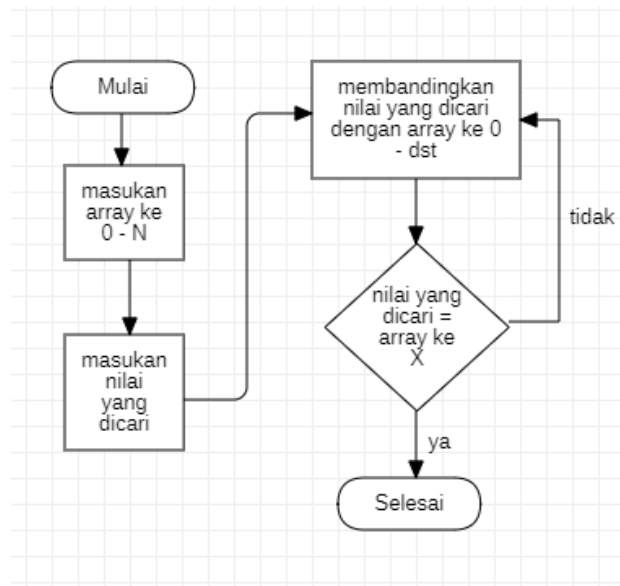 Mulai
masukan
array ke
0 - N
masukan
nilai
yang
dicari
membandingkan
nilai yang dicari
dengan array ke 0
- dst
tidak
nilai yang
dicari =
array ke
X
ya
Selesai